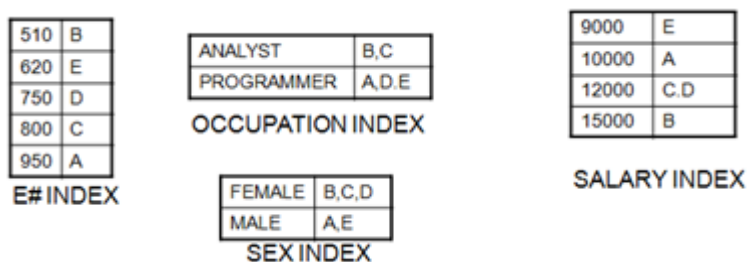 510 B
620 E
750 D
800 C
950 A
E# INDEX
ANALYST B,C
PROGRAMMER A,D.E
OCCUPATION INDEX
FEMALE B,C,D
MALE A,E
SEX INDEX
9000 E
10000 A
12000 C.D
15000 B
SALARY INDEX